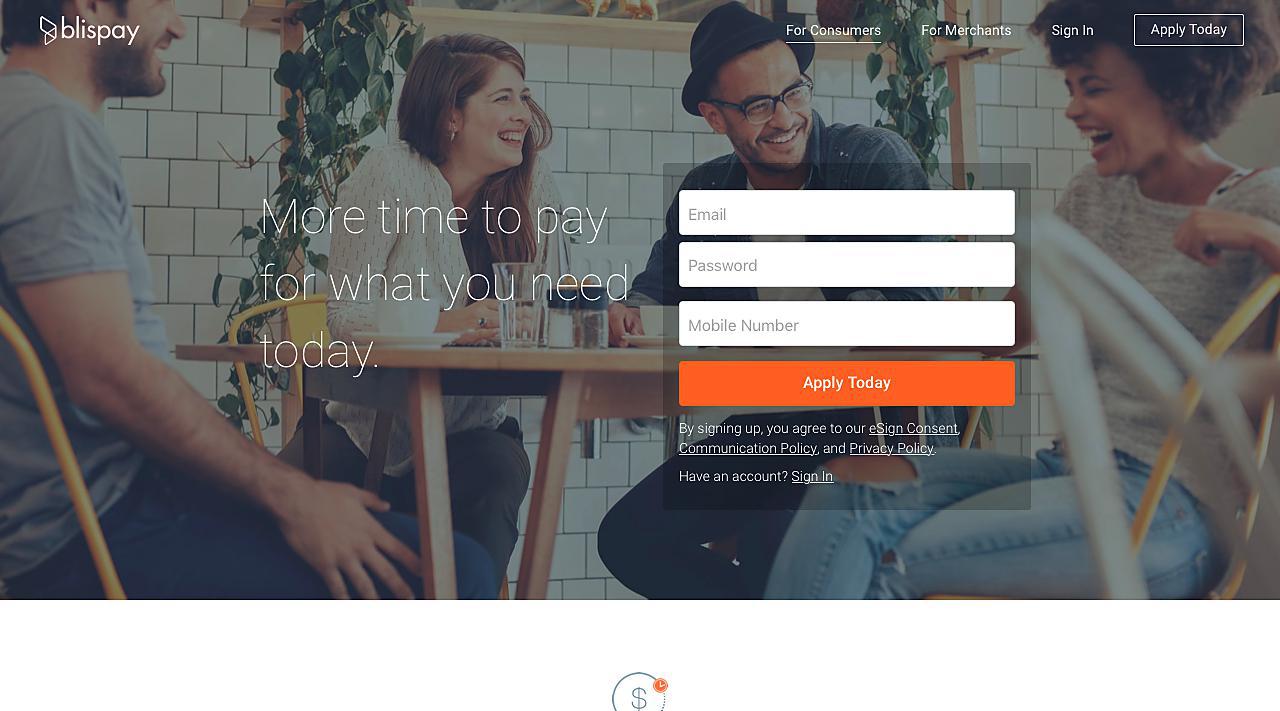 blispay
For Consumers
For Merchants
Sign In
Apply Today
More time to pay
for what you need
today.
Email
Password
Mobile Number
Apply Today
By signing up, you agree to our eSign Consent,
Communication Policy, and Privacy Policy.
Have an account? Sign In
$